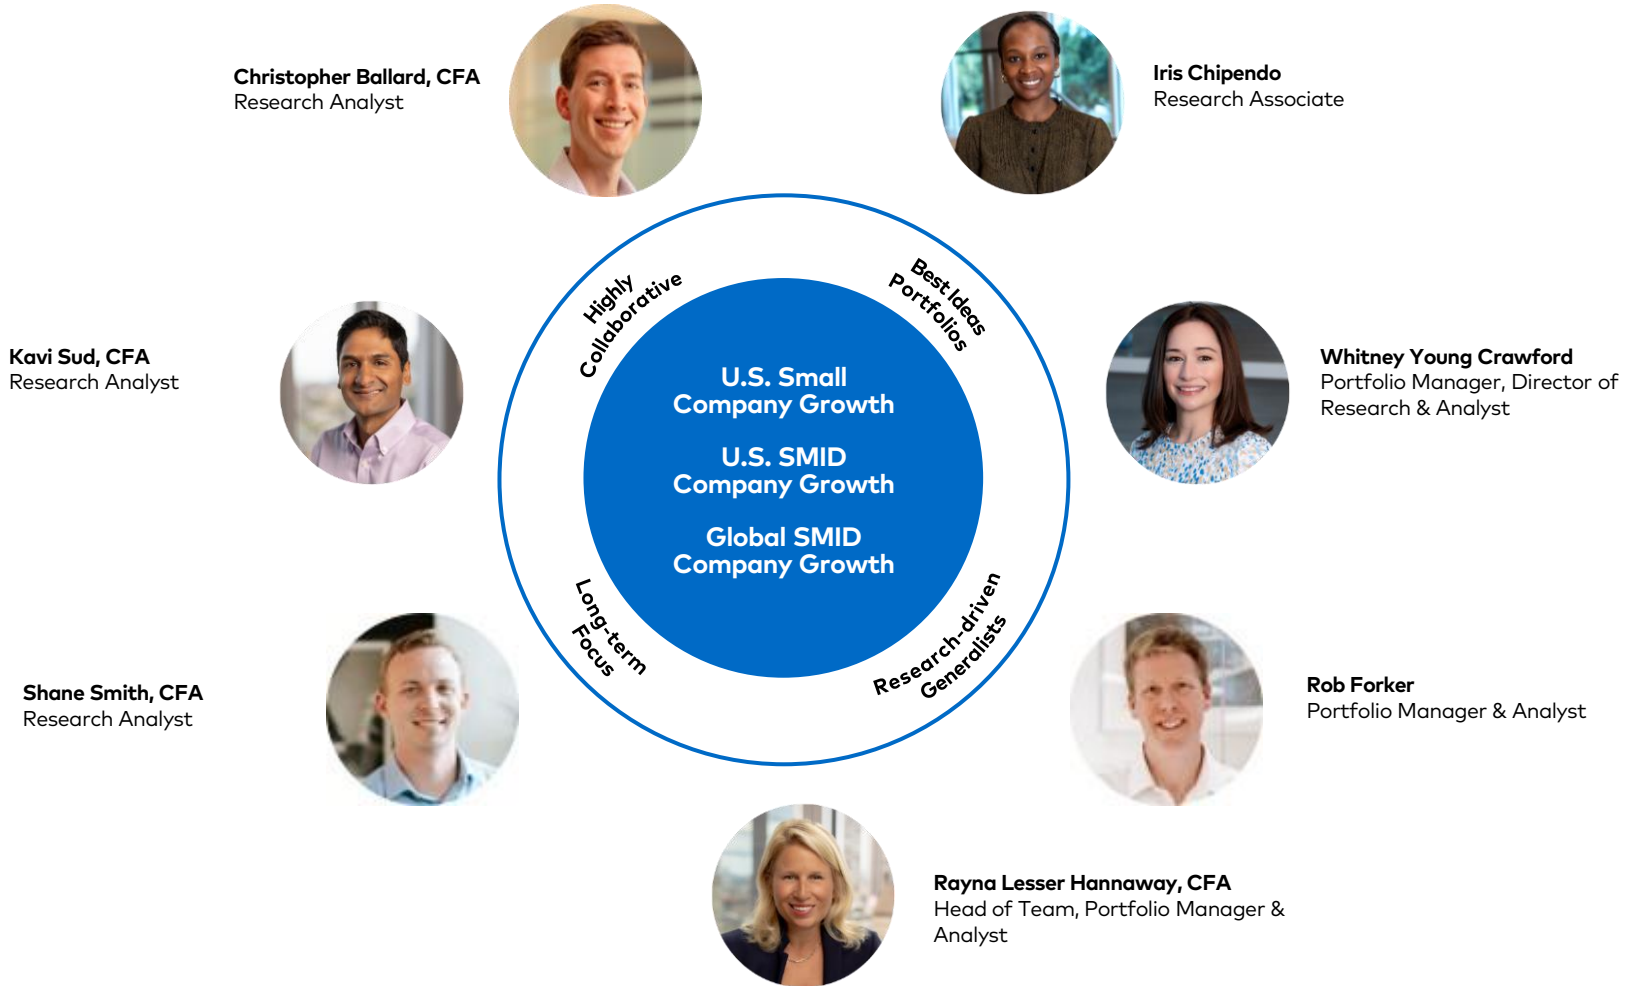 Christopher Ballard, CFA
Research Analyst
Iris Chipendo
Research Associate
Highly
Collaborative
Best Ideas
Portfolios
Kavi Sud, CFA
Research Analyst
U.S. Small
Company Growth
U.S. SMID
Company Growth
Global SMID
Company Growth
Whitney Young Crawford
Portfolio Manager, Director of
Research & Analyst
Long-term
Focus
Research-driven
Generalists
Shane Smith, CFA
Research Analyst
Rob Forker
Portfolio Manager & Analyst
Rayna Lesser Hannaway, CFA
Head of Team, Portfolio Manager &
Analyst